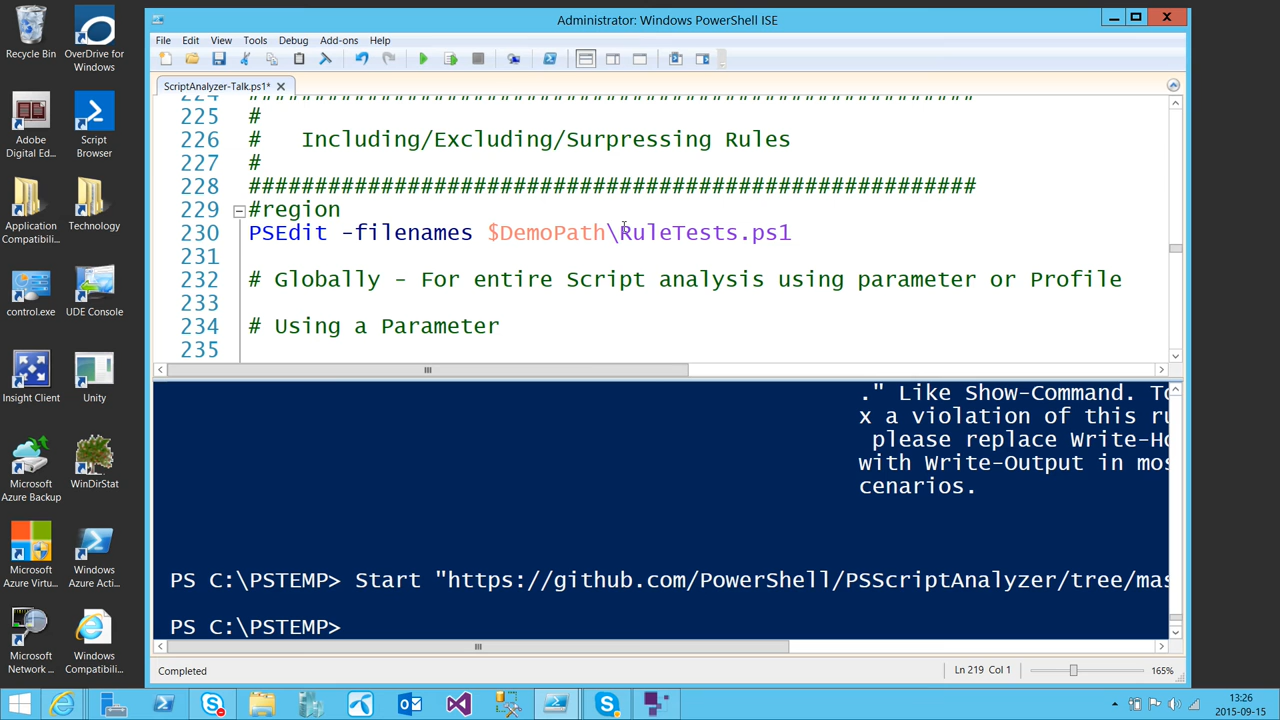 Recycle Bin
OverDrive for
Windows
Adobe
Digital Ed...
Script
Browser
Application
Compatibili...
Technology
control.exe
UDE Console
Insight Client
Unity
Microsoft
Azure Backup
WinDirStat
Microsoft
Azure Virtu...
Windows
Azure Acti...
Microsoft
Network ...
Windows
Compatibili...
Administrator: Windows PowerShell ISE
File Edit View Tools Debug Add-ons Help
ScriptAnalyzer-Talk.ps1*
224 ########################################################
225 #
226 # Including/Excluding/Surpressing Rules
227 #
228 ########################################################
229 #region
230 PSEdit -filenames $DemoPath\RuleTests.ps1
231
232 # Globally - For entire Script analysis using parameter or Profile
233
234 # Using a Parameter
235
." Like Show-Command. To
x a violation of this ru
please replace Write-Ho
with Write-Output in mos
cenarios.
PS C:\PSTEMP> Start "https://github.com/PowerShell/PSScriptAnalyzer/tree/mas
PS C:\PSTEMP>
Completed
Ln 219 Col 1
165%
13:26
2015-09-15